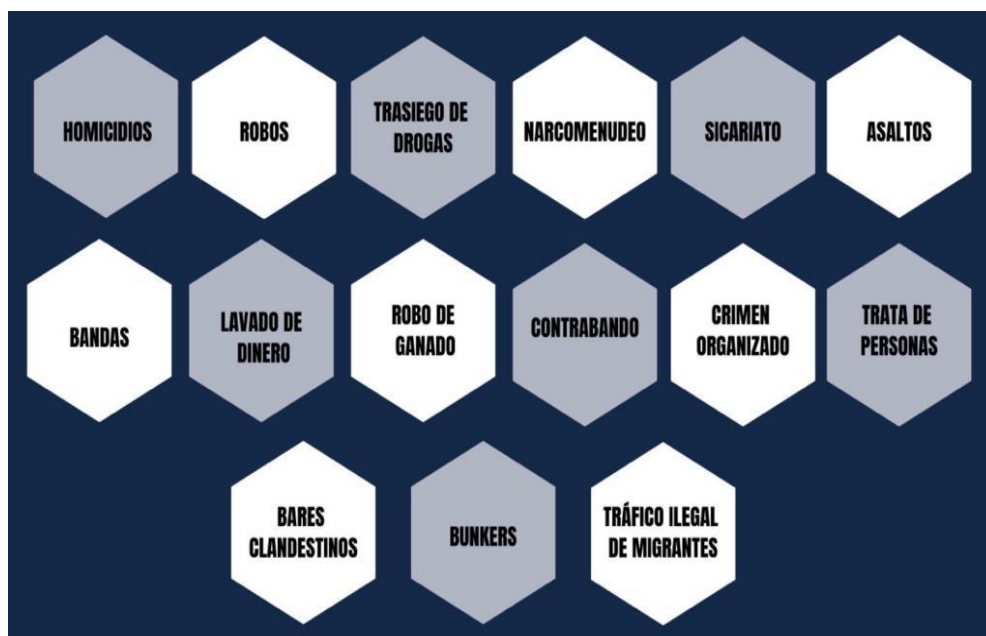 HOMICIDIOS
ROBOS
TRASIEGO DE
DROGAS
NARCOMENUDEO
SICARIATO
ASALTOS
BANDAS
LAVADO DE
DINERO
ROBO DE
GANADO
CONTRABANDO
CRIMEN
ORGANIZADO
TRATA DE
PERSONAS
BARES
CLANDESTINOS
BUNKERS
TRÁFICO ILEGAL
DE MIGRANTES